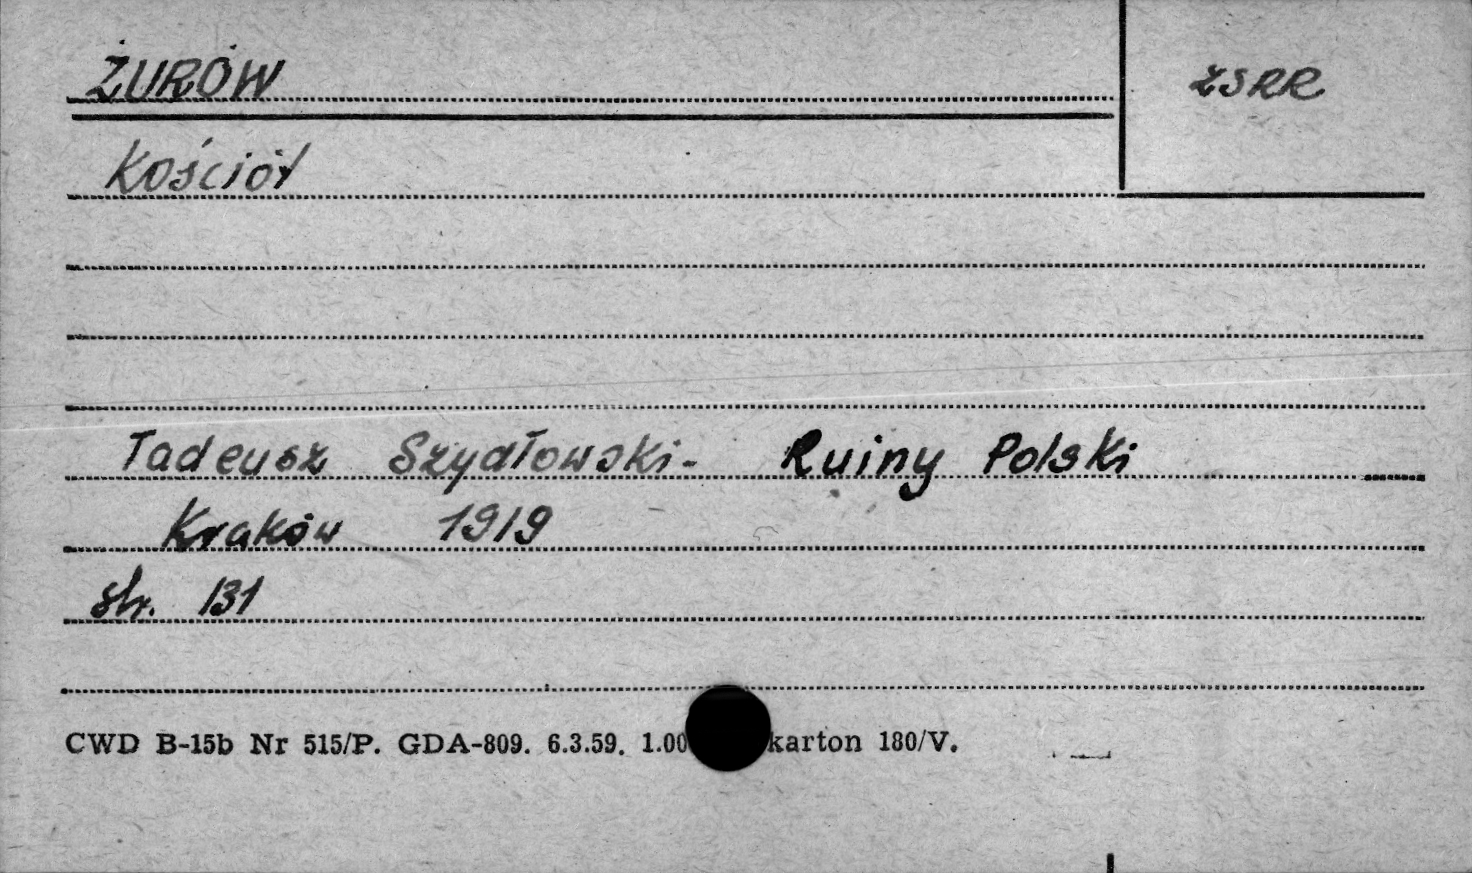 ŻURÓW
ZSRR
Kościół
Tadeusz Szydłowski - Ruiny Polski
Kraków 1919
str. 131
CWD B-15b Nr 515/P. GDA-809. 6.3.59. 1.00 karton 180/V.